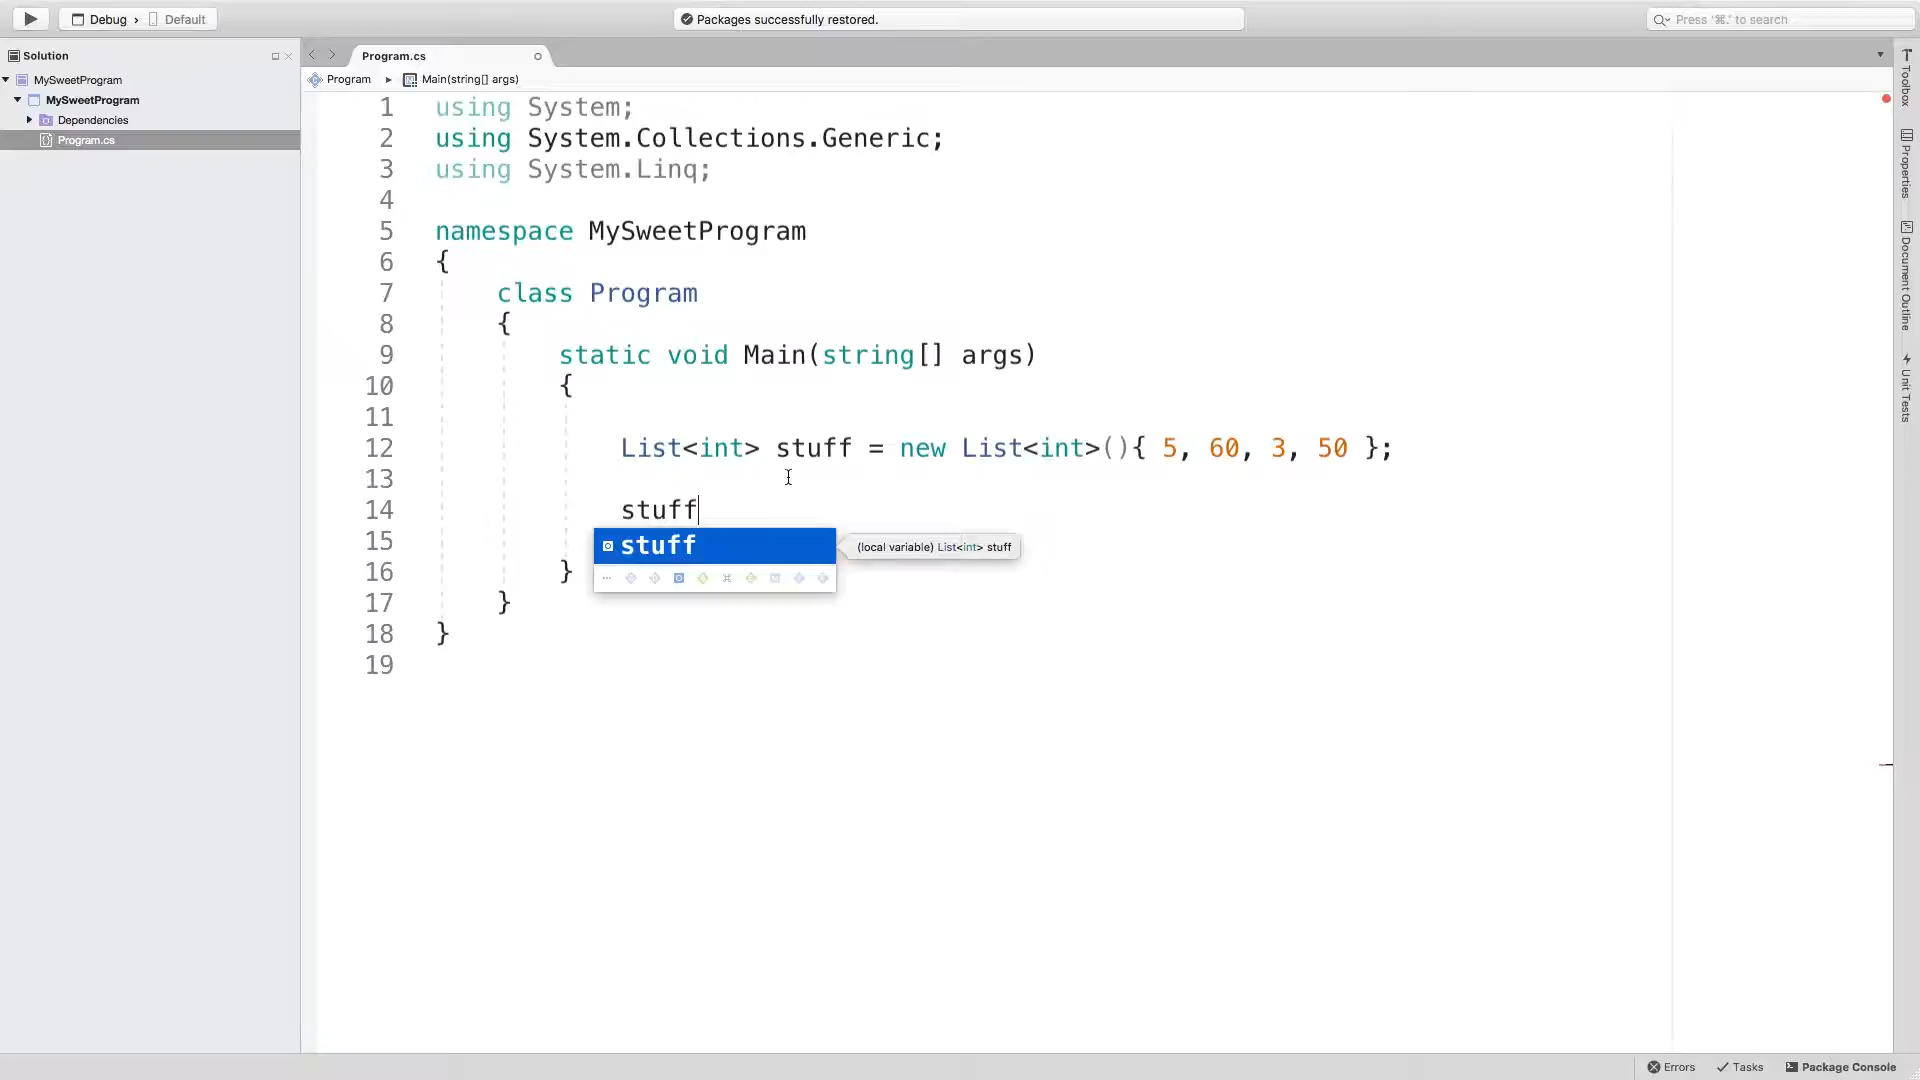 Debug › Default
Packages successfully restored.
Press '⌘.' to search
Solution
MySweetProgram
MySweetProgram
Dependencies
Program.cs
Program.cs
Program ▸ Main(string[] args)
1 using System;
2 using System.Collections.Generic;
3 using System.Linq;
4
5 namespace MySweetProgram
6 {
7 class Program
8 {
9 static void Main(string[] args)
10 {
11
12 List<int> stuff = new List<int>(){ 5, 60, 3, 50 };
13
14 stuff
15
16 }
17 }
18 }
19
stuff
(local variable) List<int> stuff
Toolbox
Properties
Document Outline
Unit Tests
Errors
Tasks
Package Console